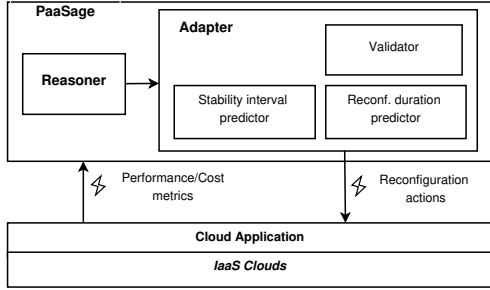 PaaSage
Adapter
Validator
Reasoner
Stability interval
predictor
Reconf. duration
predictor
Performance/Cost
metrics
Reconfiguration
actions
Cloud Application
IaaS Clouds